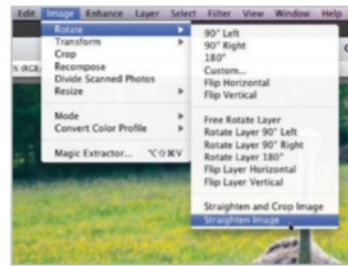 Edit Image Enhance Layer Select Filter View Window Help
Rotate
Transform
Crop
Recompose
Divide Scanned Photos
Resize
Mode
Convert Color Profile
Magic Extractor... ⌥⇧⌘V
90° Left
90° Right
180°
Custom...
Flip Horizontal
Flip Vertical
Free Rotate Layer
Rotate Layer 90° Left
Rotate Layer 90° Right
Rotate Layer 180°
Flip Layer Horizontal
Flip Layer Vertical
Straighten and Crop Image
Straighten Image